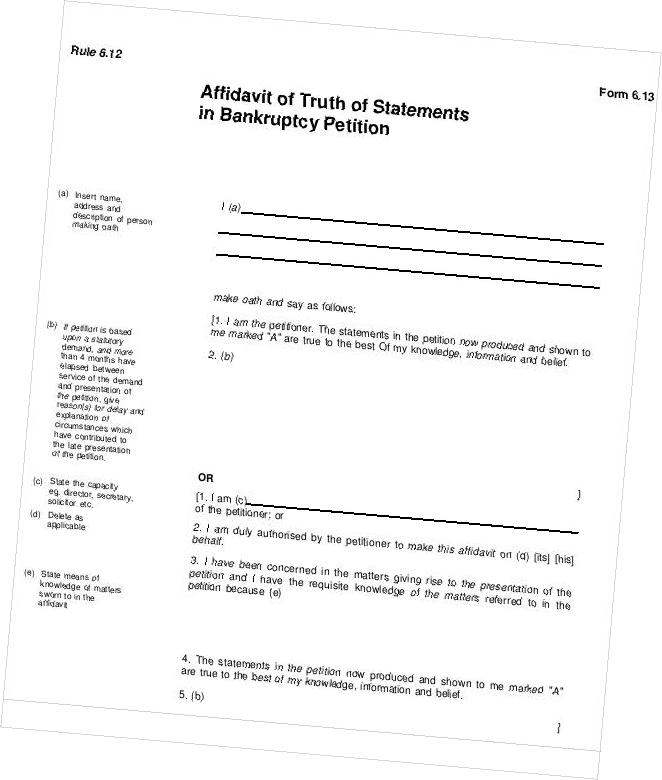 Rule 6.12
Form 6.13
Affidavit of Truth of Statements
in Bankruptcy Petition
(a) Insert name,
address and
description of person
making oath
I (a)
make oath and say as follows:
(b) If petition is based
upon a statutory
demand, and more
than 4 months have
elapsed between
service of the demand
and presentation of
the petition, give
reason(s) for delay and
explanation of
circumstances which
have contributed to
the late presentation
of the petition.
[1. I am the petitioner. The statements in the petition now produced and shown to
me marked "A" are true to the best Of my knowledge, information and belief.
2. (b)
]
OR
(c) State the capacity
eg. director, secretary,
solicitor etc.
[1. I am (c)
of the petitioner; or
(d) Delete as
applicable
2. I am duly authorised by the petitioner to make this affidavit on (d) [its] [his]
behalf.
(e) State means of
knowledge of matters
sworn to in the
affidavit
3. I have been concerned in the matters giving rise to the presentation of the
petition and I have the requisite knowledge of the matters referred to in the
petition because (e)
4. The statements in the petition now produced and shown to me marked "A"
are true to the best of my knowledge, information and belief.
5. (b)
]